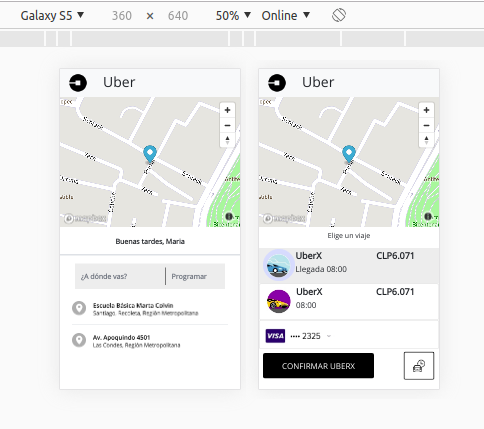 Galaxy S5 ▼ 360 × 640 50% ▼ Online ▼
Uber
mapbox
Buenas tardes, Maria
¿A dónde vas? Programar
Escuela Básica Marta Colvin
Santiago, Recoleta, Región Metropolitana
Av. Apoquindo 4501
Las Condes, Región Metropolitana
Uber
mapbox
Elige un viaje
UberX CLP6.071
Llegada 08:00
UberX CLP6.071
08:00
VISA •••• 2325
CONFIRMAR UBERX